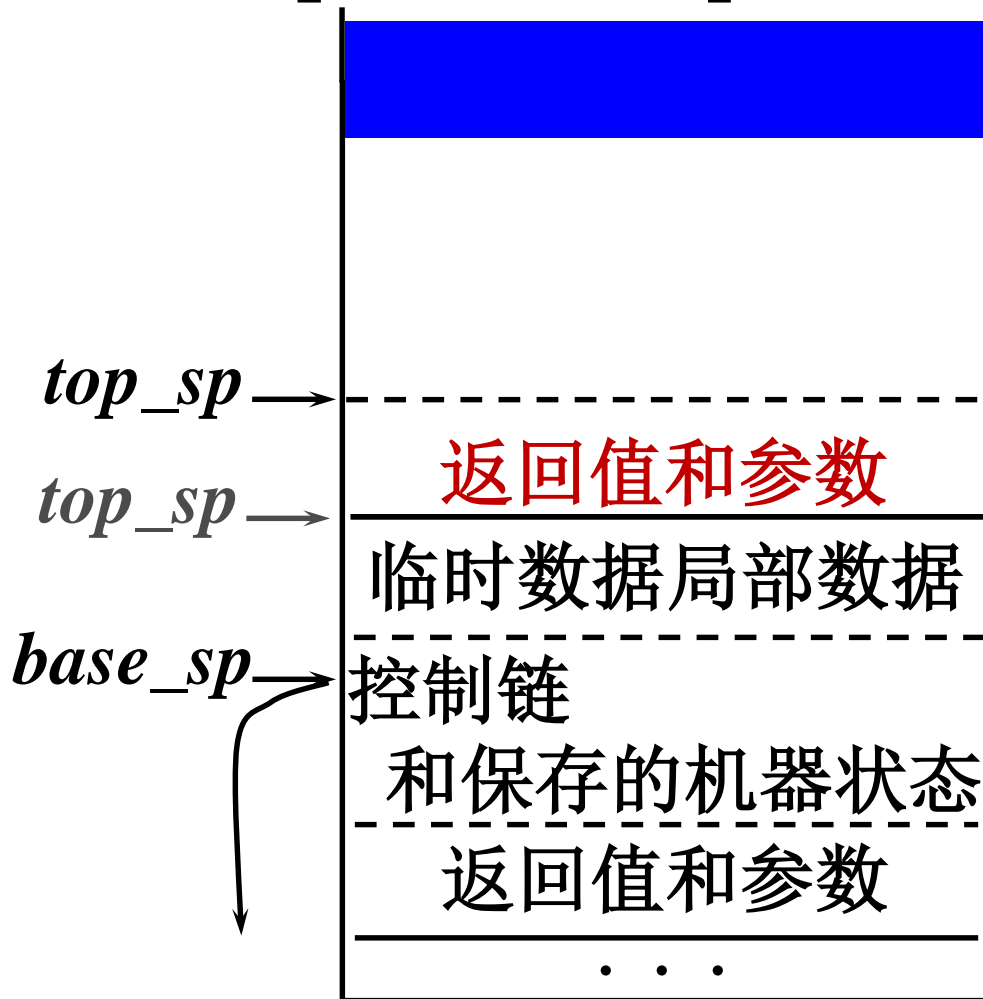 top_sp
返回值和参数
top_sp
临时数据局部数据
base_sp
控制链
和保存的机器状态
返回值和参数
. . .